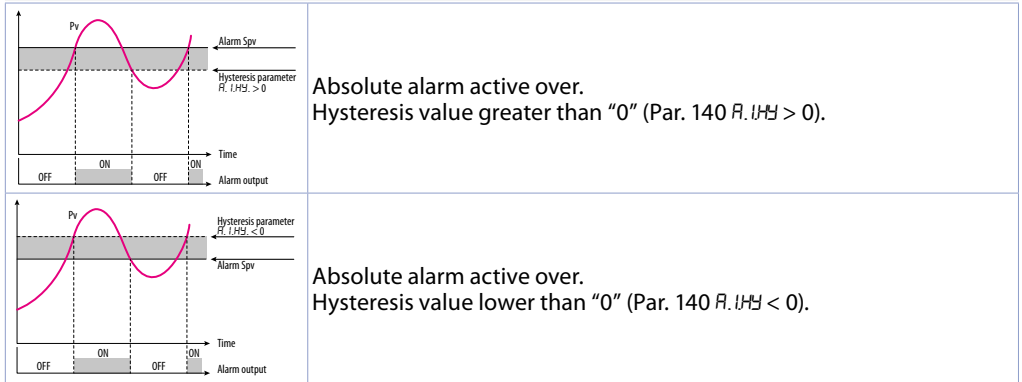 Pv
Alarm Spv
Hysteresis parameter
A. 1.HY. > 0
Time
ON
ON
OFF
OFF
Alarm output
Absolute alarm active over.
Hysteresis value greater than “0” (Par. 140 A. 1.HY > 0).
Pv
Hysteresis parameter
A. 1.HY. < 0
Alarm Spv
Time
ON
ON
OFF
OFF
Alarm output
Absolute alarm active over.
Hysteresis value lower than “0” (Par. 140 A. 1.HY < 0).